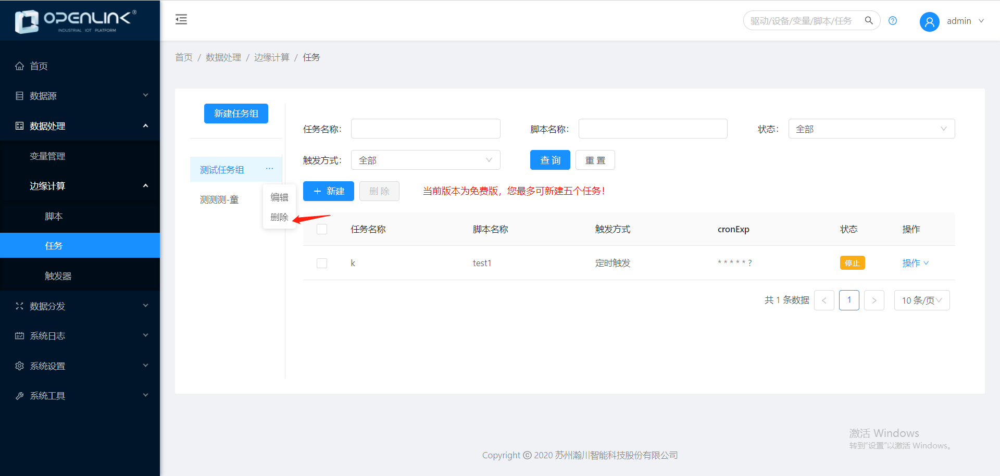 OPENLINK®
INDUSTRIAL IOT PLATFORM
驱动/设备/变量/脚本/任务
admin
首页
数据源
数据处理
变量管理
边缘计算
脚本
任务
触发器
数据分发
系统日志
系统设置
系统工具
首页 / 数据处理 / 边缘计算 / 任务
新建任务组
测试任务组 ···
测测测-童
编辑
删除
任务名称：
脚本名称：
状态： 全部
触发方式： 全部
查 询
重 置
+ 新建
删 除
当前版本为免费版，您最多可新建五个任务！
任务名称 脚本名称 触发方式 cronExp 状态 操作
k test1 定时触发 * * * * * ? 停止 操作
共 1 条数据 < 1 > 10 条/页
激活 Windows
转到"设置"以激活 Windows。
Copyright © 2020 苏州瀚川智能科技股份有限公司